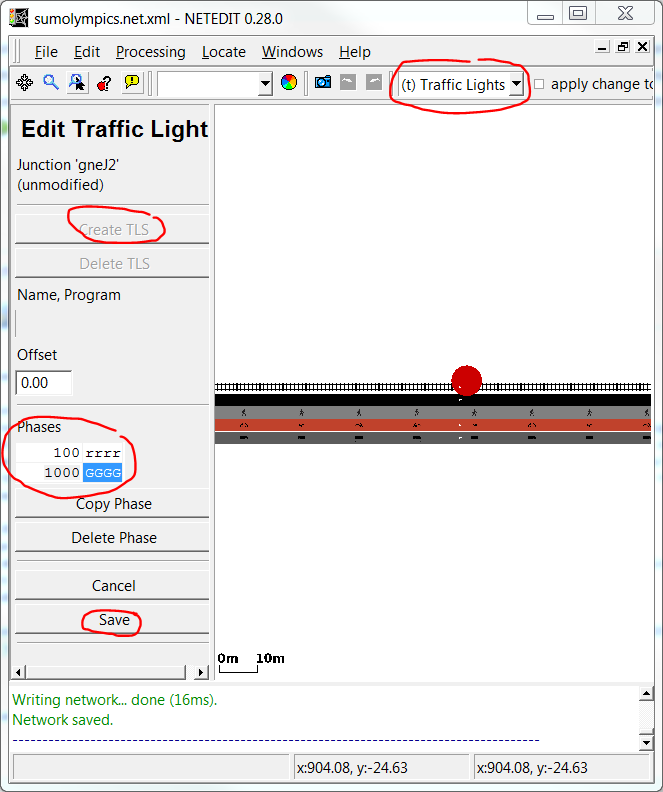 sumolympics.net.xml - NETEDIT 0.28.0
File Edit Processing Locate Windows Help
(t) Traffic Lights apply change to
Edit Traffic Light
Junction 'gneJ2'
(unmodified)
Create TLS
Delete TLS
Name, Program
Offset
0.00
Phases
100 rrrr
1000 GGGG
Copy Phase
Delete Phase
Cancel
Save
0m 10m
Writing network... done (16ms).
Network saved.
x:904.08, y:-24.63 x:904.08, y:-24.63